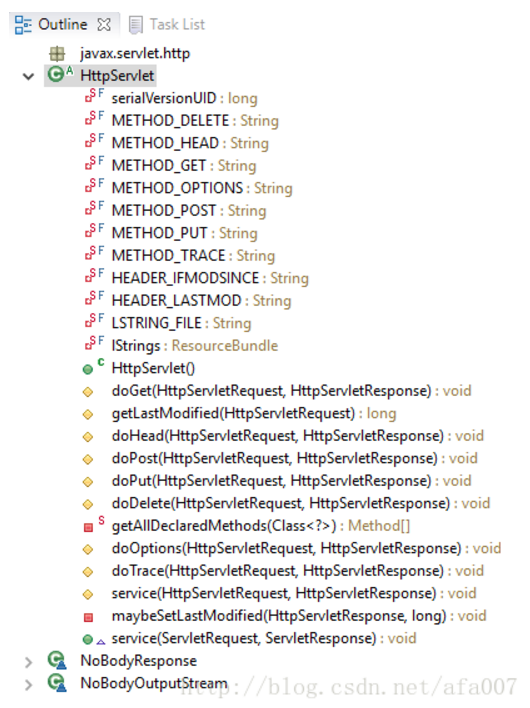 Outline Task List
javax.servlet.http
HttpServlet
serialVersionUID : long
METHOD_DELETE : String
METHOD_HEAD : String
METHOD_GET : String
METHOD_OPTIONS : String
METHOD_POST : String
METHOD_PUT : String
METHOD_TRACE : String
HEADER_IFMODSINCE : String
HEADER_LASTMOD : String
LSTRING_FILE : String
lStrings : ResourceBundle
HttpServlet()
doGet(HttpServletRequest, HttpServletResponse) : void
getLastModified(HttpServletRequest) : long
doHead(HttpServletRequest, HttpServletResponse) : void
doPost(HttpServletRequest, HttpServletResponse) : void
doPut(HttpServletRequest, HttpServletResponse) : void
doDelete(HttpServletRequest, HttpServletResponse) : void
getAllDeclaredMethods(Class<?>) : Method[]
doOptions(HttpServletRequest, HttpServletResponse) : void
doTrace(HttpServletRequest, HttpServletResponse) : void
service(HttpServletRequest, HttpServletResponse) : void
maybeSetLastModified(HttpServletResponse, long) : void
service(ServletRequest, ServletResponse) : void
NoBodyResponse
NoBodyOutputStream
http://blog.csdn.net/afa007